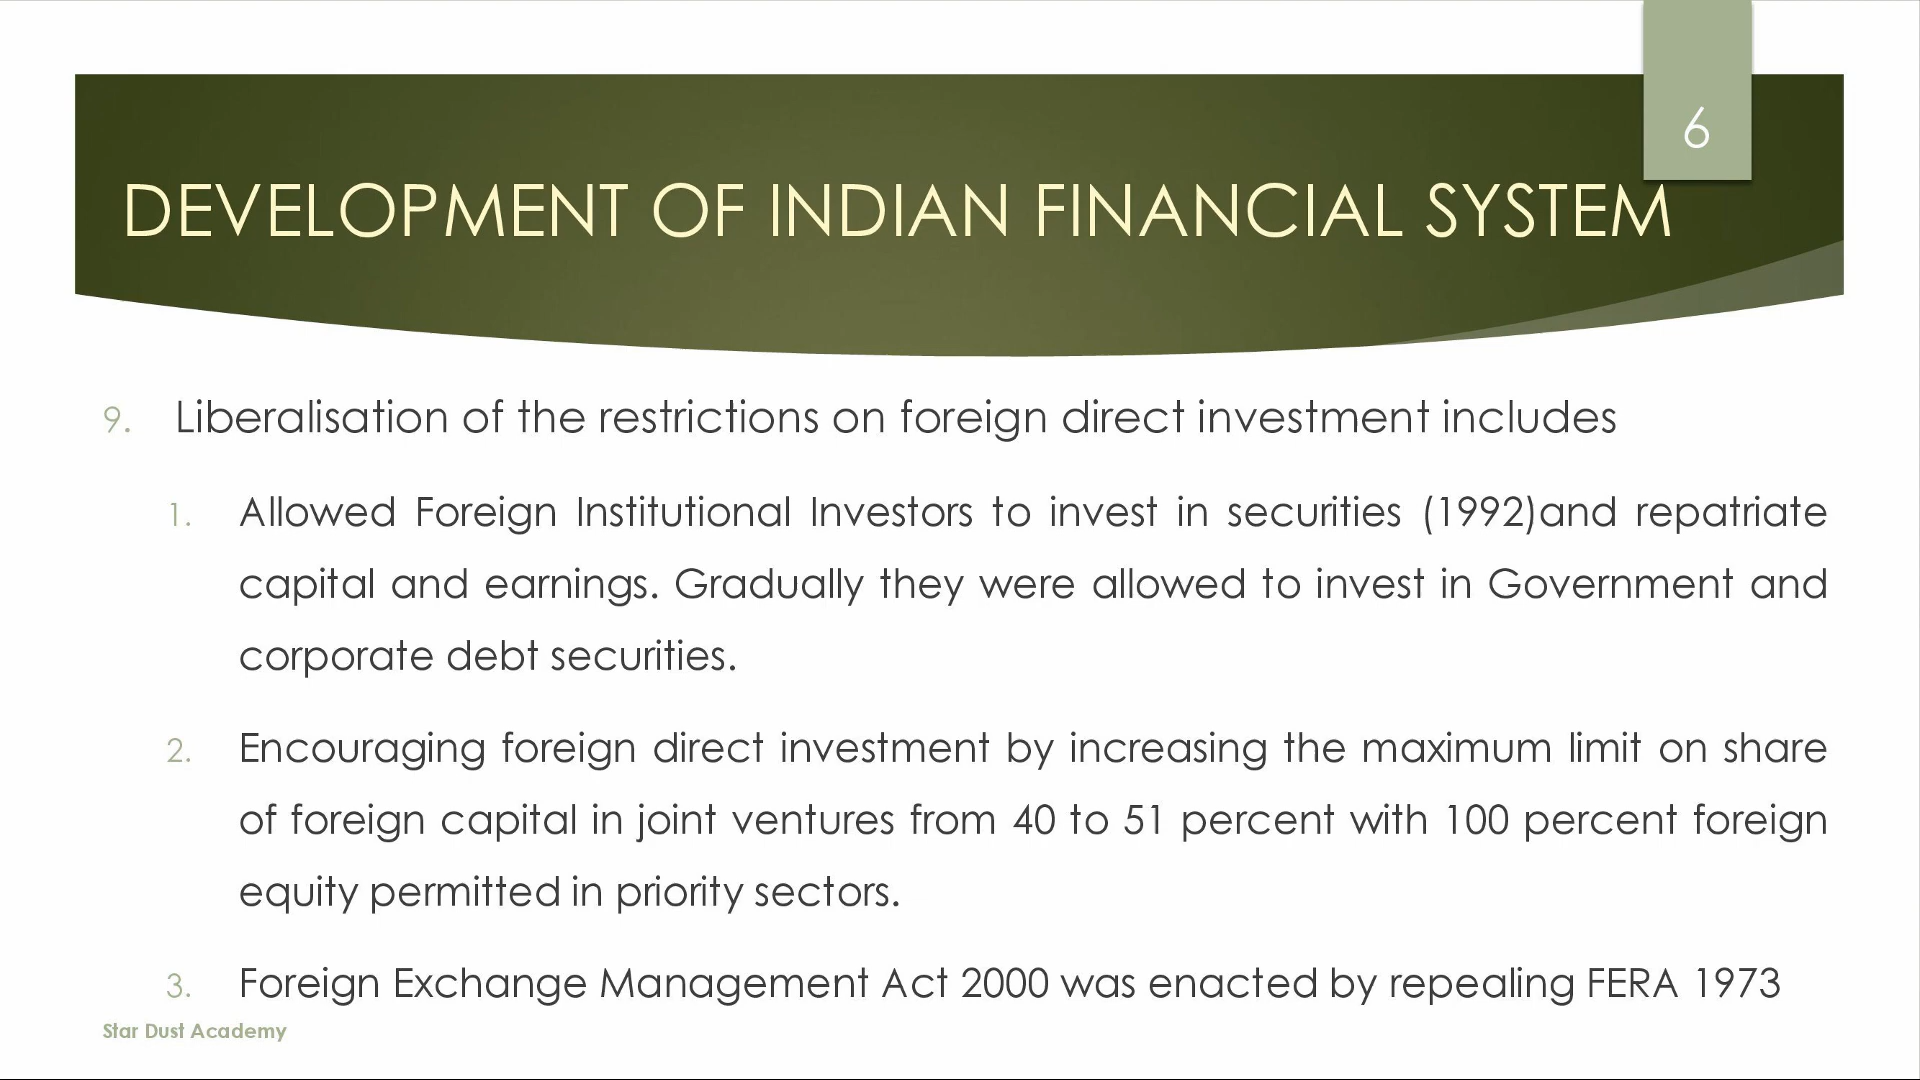 6
DEVELOPMENT OF INDIAN FINANCIAL SYSTEM
9. Liberalisation of the restrictions on foreign direct investment includes
1. Allowed Foreign Institutional Investors to invest in securities (1992)and repatriate
capital and earnings. Gradually they were allowed to invest in Government and
corporate debt securities.
2. Encouraging foreign direct investment by increasing the maximum limit on share
of foreign capital in joint ventures from 40 to 51 percent with 100 percent foreign
equity permitted in priority sectors.
3. Foreign Exchange Management Act 2000 was enacted by repealing FERA 1973
Star Dust Academy